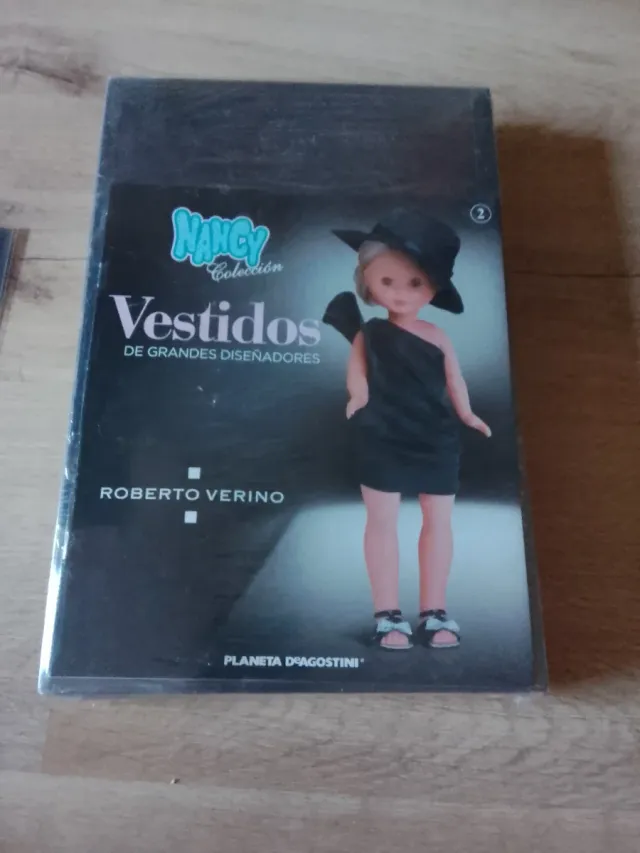 2
NANCY
Colección
Vestidos
DE GRANDES DISEÑADORES
ROBERTO VERINO
PLANETA DeAGOSTINI